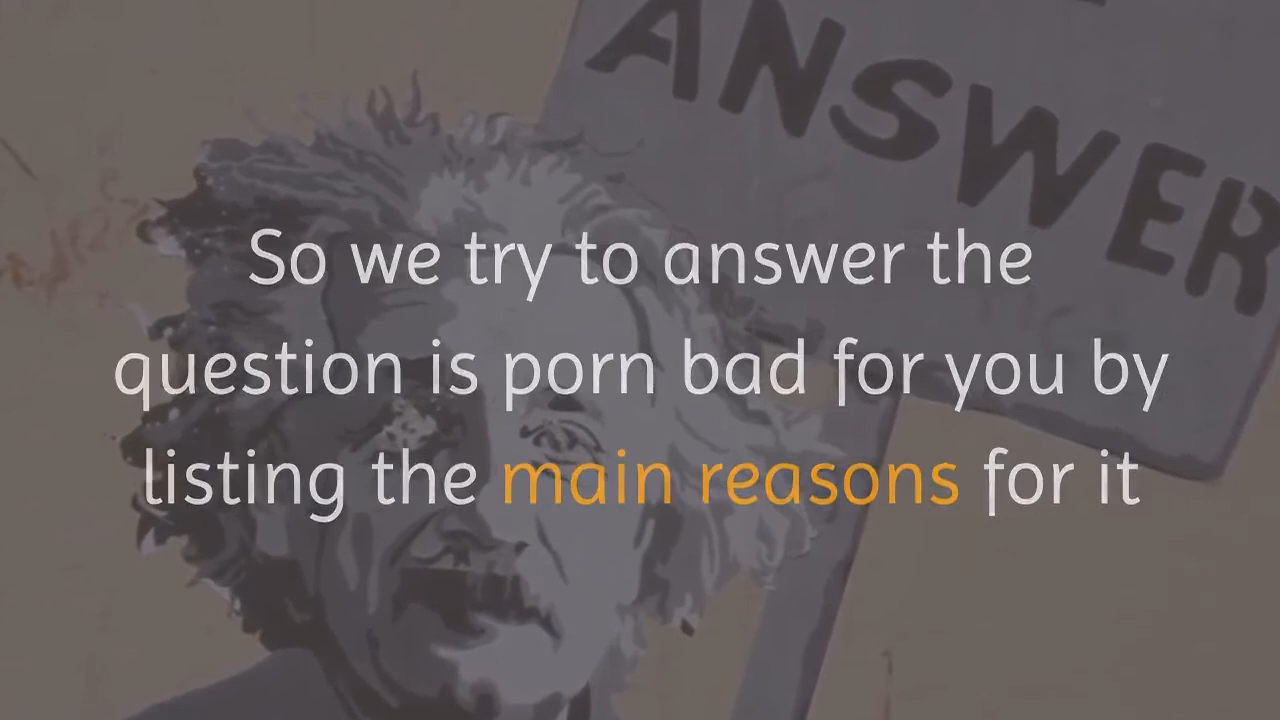 ANSWER
So we try to answer the
question is porn bad for you by
listing the main reasons for it